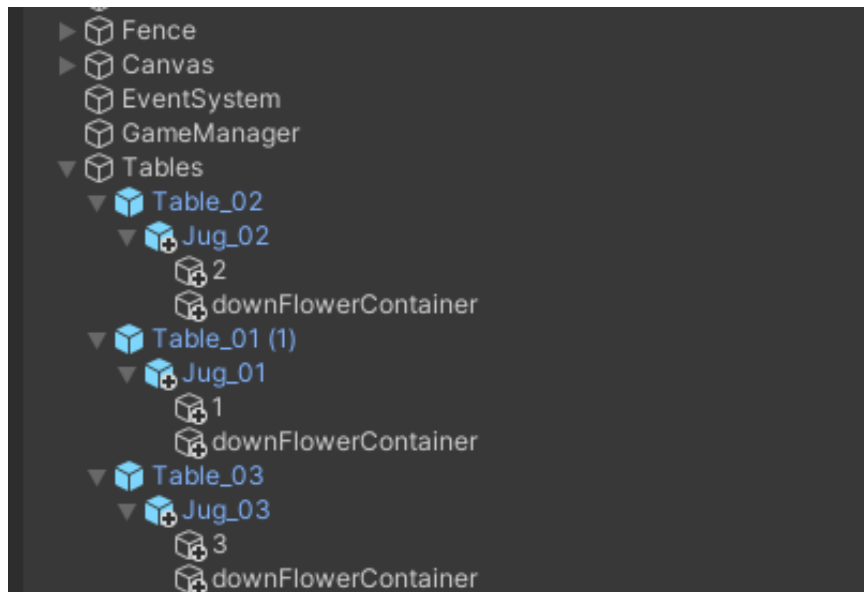 Fence
Canvas
EventSystem
GameManager
Tables
Table_02
Jug_02
2
downFlowerContainer
Table_01 (1)
Jug_01
1
downFlowerContainer
Table_03
Jug_03
3
downFlowerContainer